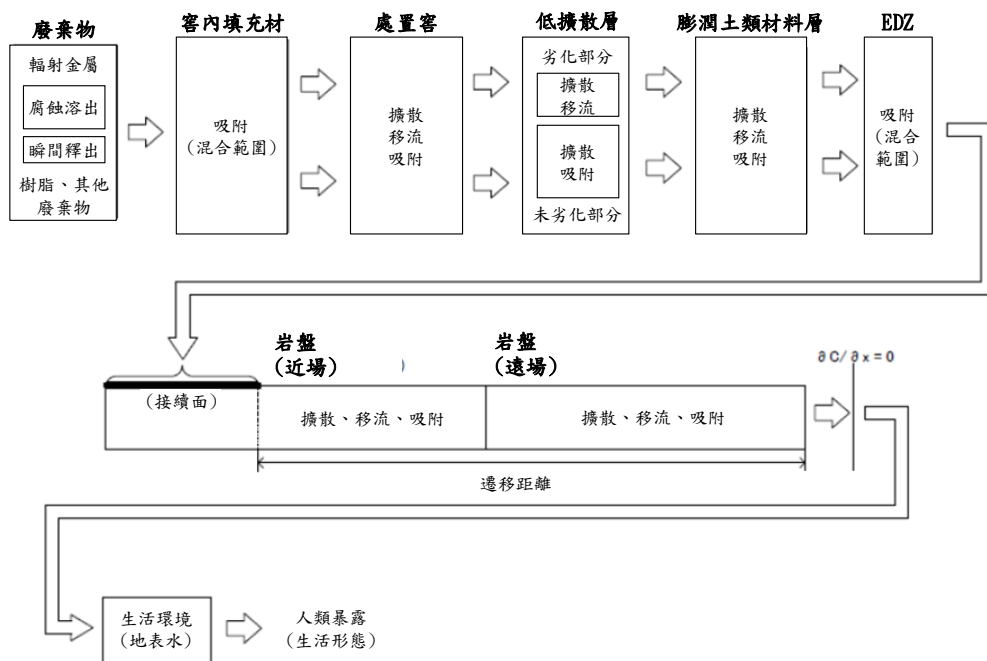 廢棄物
輻射金屬
腐蝕溶出
瞬間釋出
樹脂、其他
廢棄物
窖內填充材
吸附
(混合範圍)
處置窖
擴散
移流
吸附
低擴散層
劣化部分
擴散
移流
擴散
吸附
未劣化部分
膨潤土類材料層
擴散
移流
吸附
EDZ
吸附
(混合
範圍)
岩盤
(近場)
)
岩盤
(遠場)
∂C/∂x=0
(接續面)
擴散、移流、吸附
擴散、移流、吸附
遷移距離
生活環境
(地表水)
人類暴露
(生活形態)